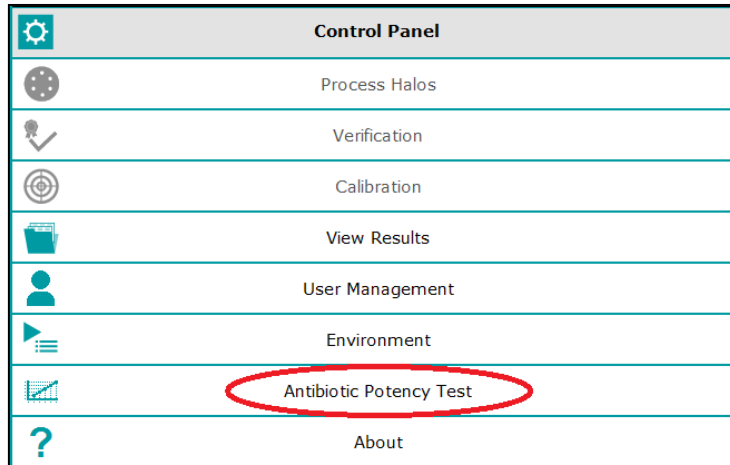 Control Panel
Process Halos
Verification
Calibration
View Results
User Management
Environment
Antibiotic Potency Test
? About